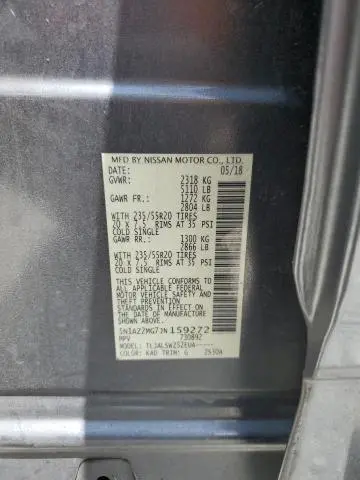 MFD BY NISSAN MOTOR CO., LTD.
DATE: 05/18
GVWR: 2318 KG
5110 LB
GAWR FR.: 1272 KG
2804 LB
WITH 235/55R20 TIRES
20 X 7.5 RIMS AT 35 PSI
COLD SINGLE
GAWR RR.: 1300 KG
2866 LB
WITH 235/55R20 TIRES
20 X 7.5 RIMS AT 35 PSI
COLD SINGLE
THIS VEHICLE CONFORMS TO
ALL APPLICABLE FEDERAL
MOTOR VEHICLE SAFETY AND
THEFT PREVENTION
STANDARDS IN EFFECT ON
THE DATE OF MANUFACTURE
SHOWN ABOVE.
5N1AZ2MG7JN159272
MPV 730892
MODEL: TLJALSWZ52EUA-----
COLOR: KAD TRIM: G Z530A